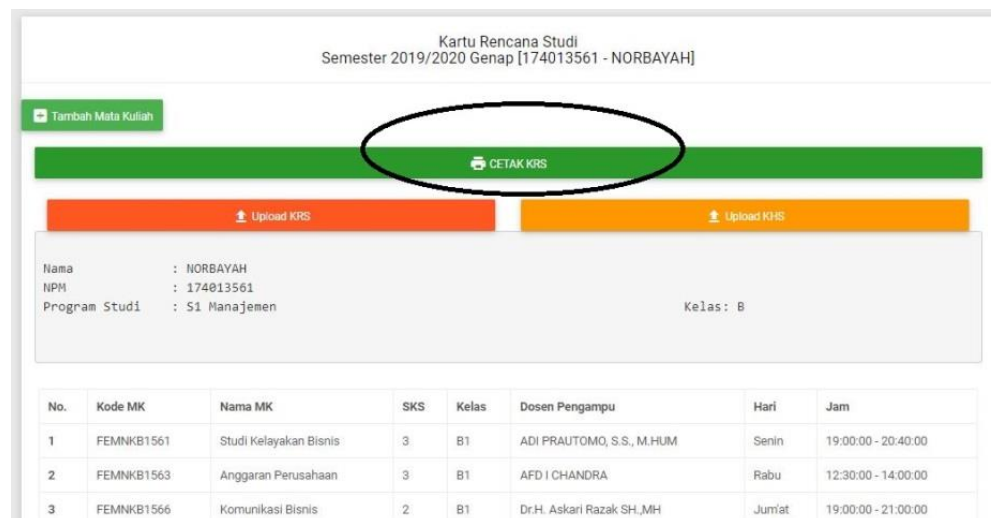 Kartu Rencana Studi
Semester 2019/2020 Genap [174013561 - NORBAYAH]
Tambah Mata Kuliah
CETAK KRS
Upload KRS Upload KHS
Nama : NORBAYAH
NPM : 174013561
Program Studi : S1 Manajemen Kelas: B
No. Kode MK Nama MK SKS Kelas Dosen Pengampu Hari Jam
1 FEMNKB1561 Studi Kelayakan Bisnis 3 B1 ADI PRAUTOMO, S.S., M.HUM Senin 19:00:00 - 20:40:00
2 FEMNKB1563 Anggaran Perusahaan 3 B1 AFD I CHANDRA Rabu 12:30:00 - 14:00:00
3 FEMNKB1566 Komunikasi Bisnis 2 B1 Dr.H. Askari Razak SH.,MH Jum'at 19:00:00 - 21:00:00